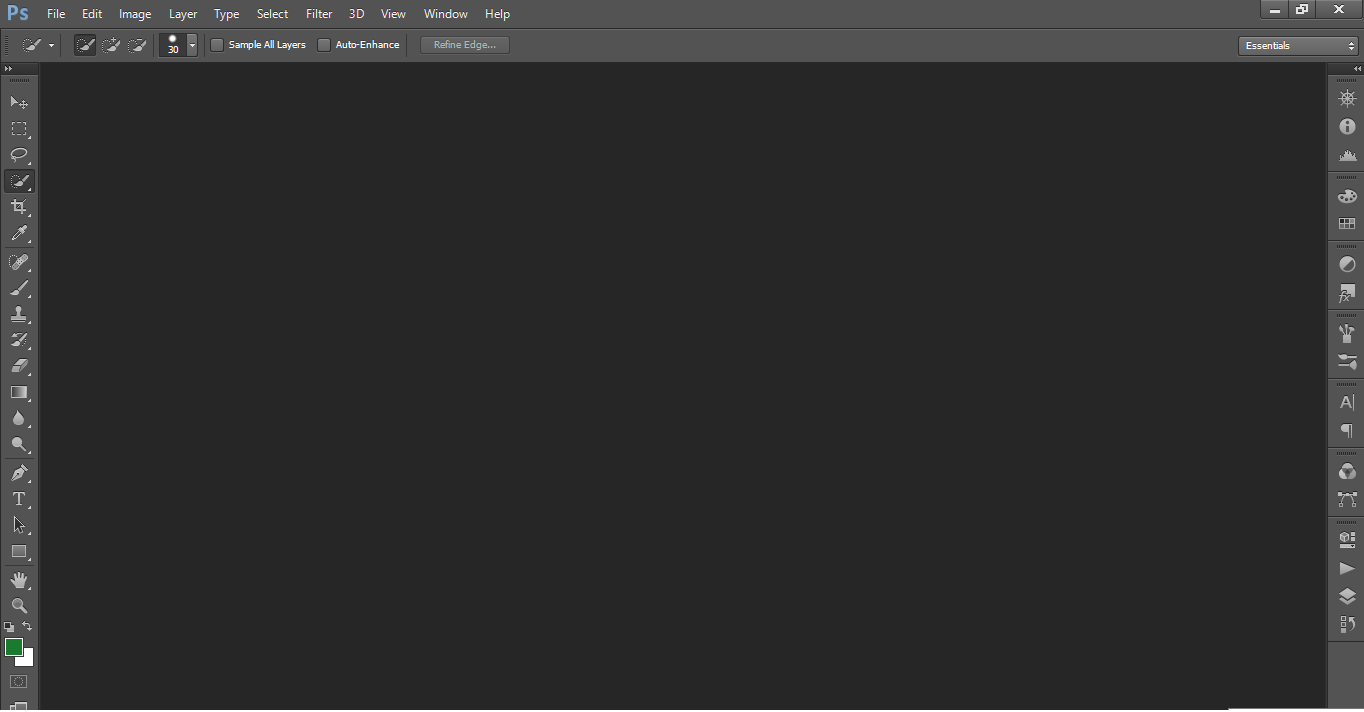 Ps File Edit Image Layer Type Select Filter 3D View Window Help
30 Sample All Layers Auto-Enhance Refine Edge... Essentials
fx
A
T